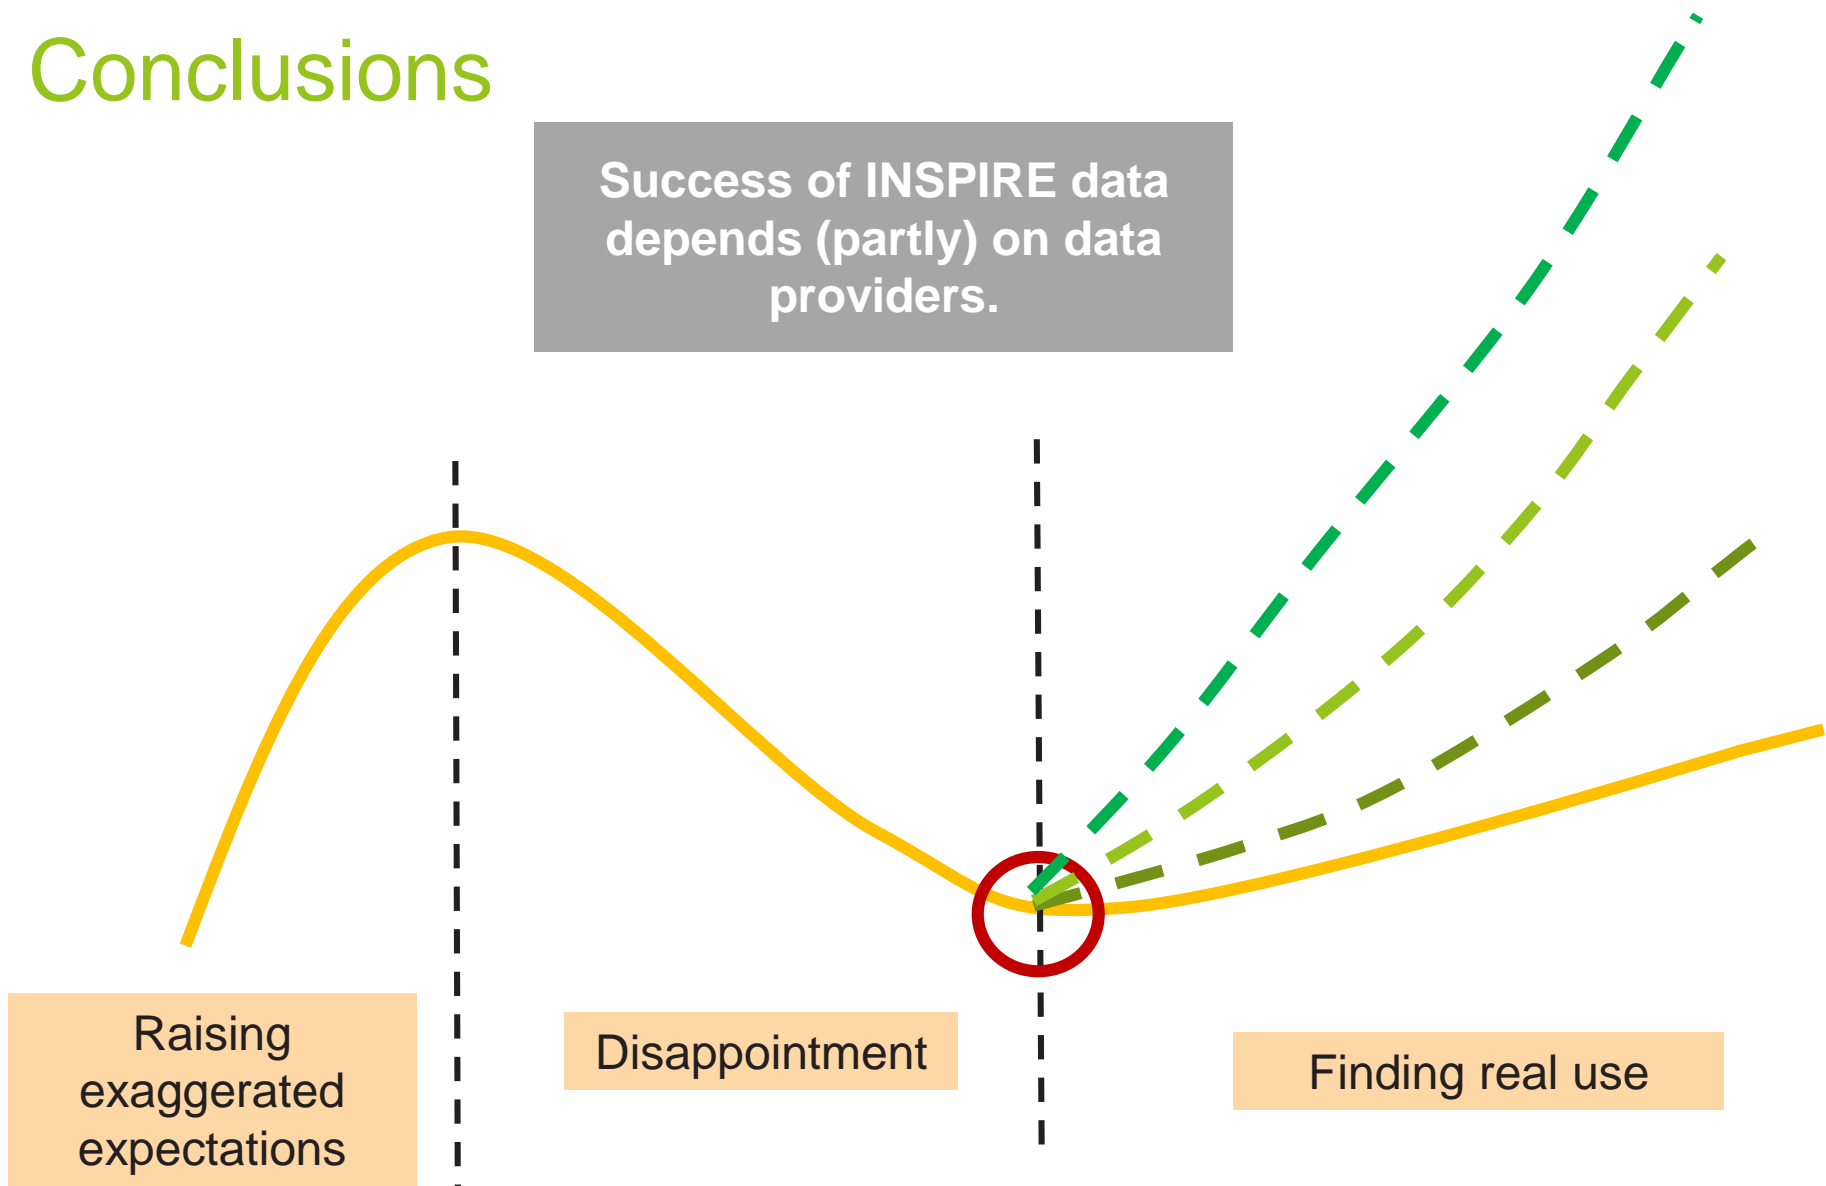 Conclusions
Success of INSPIRE data
depends (partly) on data
providers.
Raising
exaggerated
expectations
Disappointment
Finding real use